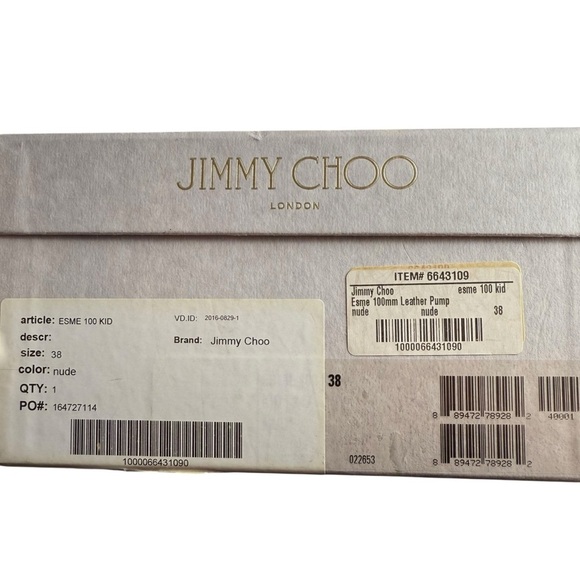 JIMMY CHOO
LONDON
ITEM# 6643109
Jimmy Choo esme 100 kid
Esme 100mm Leather Pump
nude nude 38
1000066431090
article: ESME 100 KID VD.ID: 2016-0829-1
descr: Brand: Jimmy Choo
size: 38
color: nude
QTY: 1
PO#: 164727114
1000066431090
38
8 89472 78928 2 40001
022653
8 89472 78928 2